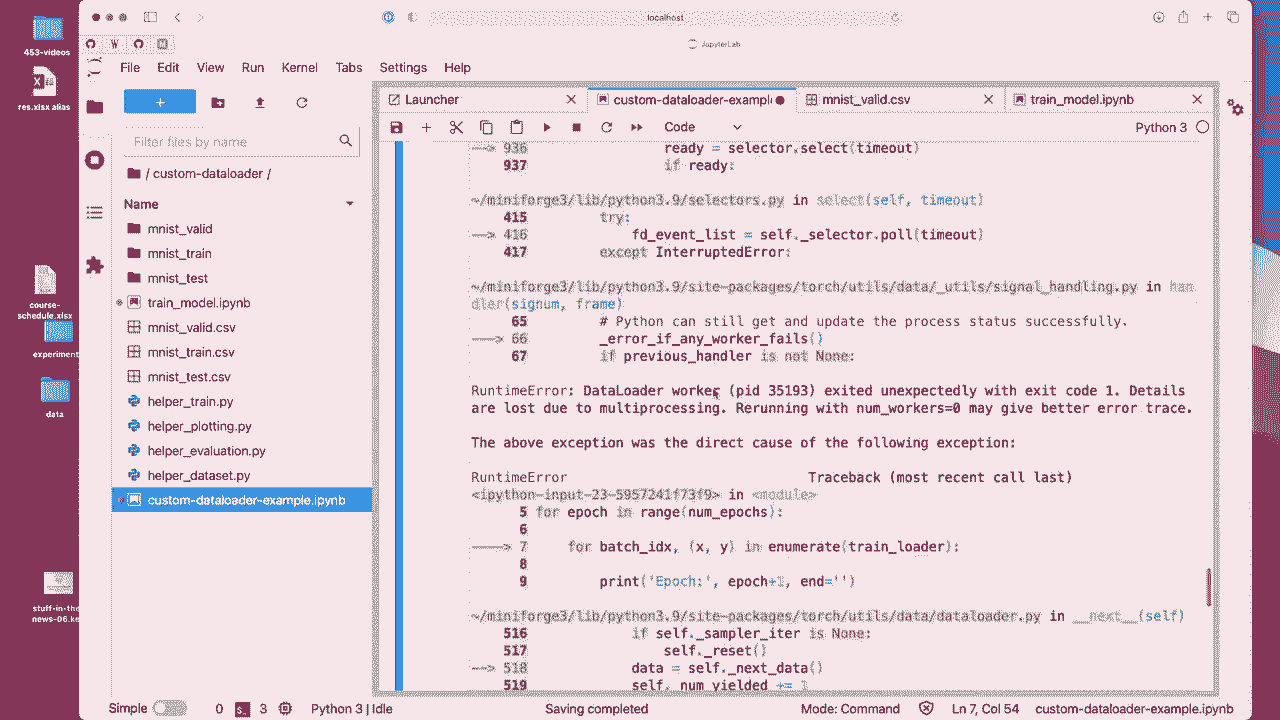 localhost
JupyterLab
File Edit View Run Kernel Tabs Settings Help
453-videos
res.xlsx alias
course-schedule.xlsx
experiment
data
stuff-in-the
news-06.ke
Filter files by name
/ custom-dataloader /
Name
mnist_valid
mnist_train
mnist_test
train_model.ipynb
mnist_valid.csv
mnist_train.csv
mnist_test.csv
helper_train.py
helper_plotting.py
helper_evaluation.py
helper_dataset.py
custom-dataloader-example.ipynb
Launcher custom-dataloader-example mnist_valid.csv train_model.ipynb
Code Python 3
936 ready = selector.select(timeout)
937 if ready:
~/miniforge3/lib/python3.9/selectors.py in select(self, timeout)
415 try:
--> 416 fd_event_list = self._selector.poll(timeout)
417 except InterruptedError:
~/miniforge3/lib/python3.9/site-packages/torch/utils/data/_utils/signal_handling.py in han
dler(signum, frame)
65 # Python can still get and update the process status successfully.
---> 66 _error_if_any_worker_fails()
67 if previous_handler is not None:
RuntimeError: DataLoader worker (pid 35193) exited unexpectedly with exit code 1. Details
are lost due to multiprocessing. Rerunning with num_workers=0 may give better error trace.
The above exception was the direct cause of the following exception:
RuntimeError Traceback (most recent call last)
<ipython-input-23-5957241f73f9> in <module>
5 for epoch in range(num_epochs):
6
----> 7 for batch_idx, (x, y) in enumerate(train_loader):
8
9 print('Epoch:', epoch+1, end='')
~/miniforge3/lib/python3.9/site-packages/torch/utils/data/dataloader.py in __next__(self)
516 if self._sampler_iter is None:
517 self._reset()
--> 518 data = self._next_data()
519 self._num_yielded += 1
Simple 0 3 Python 3 | Idle Saving completed Mode: Command Ln 7, Col 54 custom-dataloader-example.ipynb